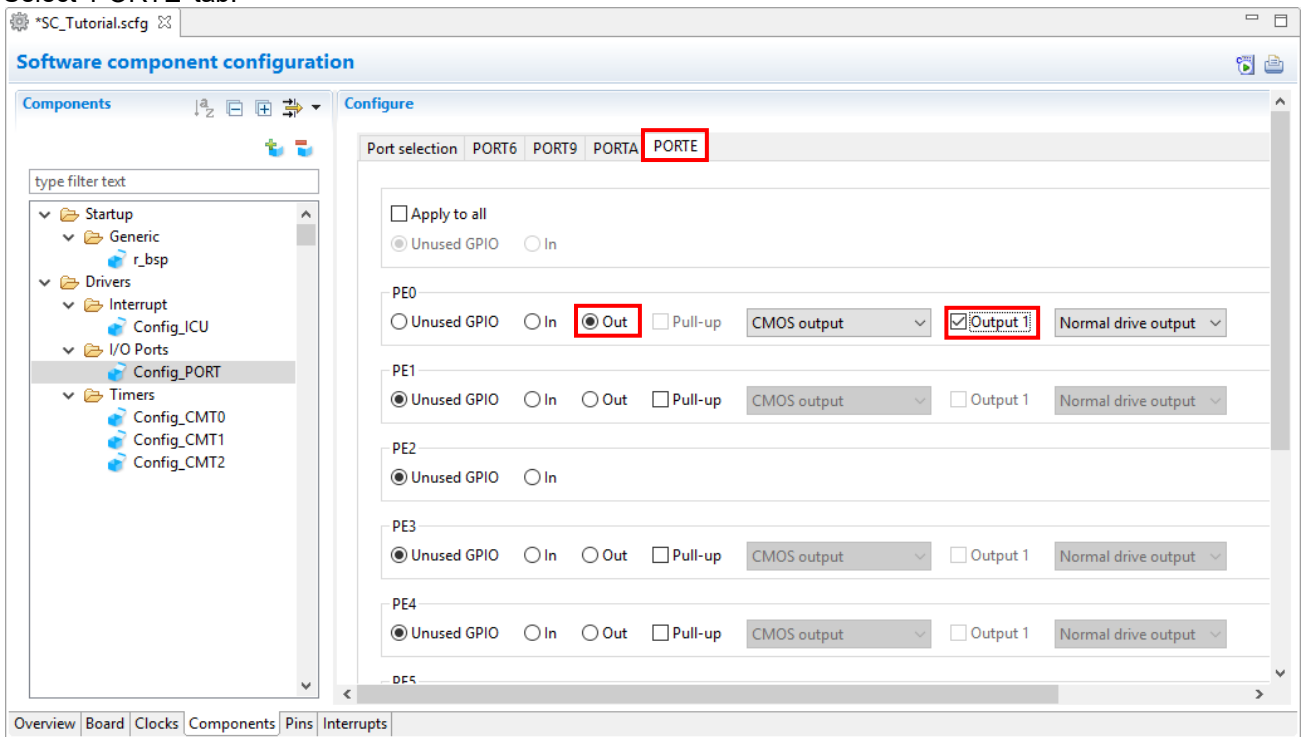 Select 'PORTE' tab.
*SC_Tutorial.scfg
Software component configuration
Components
Configure
type filter text
Startup
Generic
r_bsp
Drivers
Interrupt
Config_ICU
I/O Ports
Config_PORT
Timers
Config_CMT0
Config_CMT1
Config_CMT2
Port selection PORT6 PORT9 PORTA PORTE
Apply to all
Unused GPIO In
PE0
Unused GPIO In Out Pull-up CMOS output Output 1 Normal drive output
PE1
Unused GPIO In Out Pull-up CMOS output Output 1 Normal drive output
PE2
Unused GPIO In
PE3
Unused GPIO In Out Pull-up CMOS output Output 1 Normal drive output
PE4
Unused GPIO In Out Pull-up CMOS output Output 1 Normal drive output
PE5
Overview Board Clocks Components Pins Interrupts